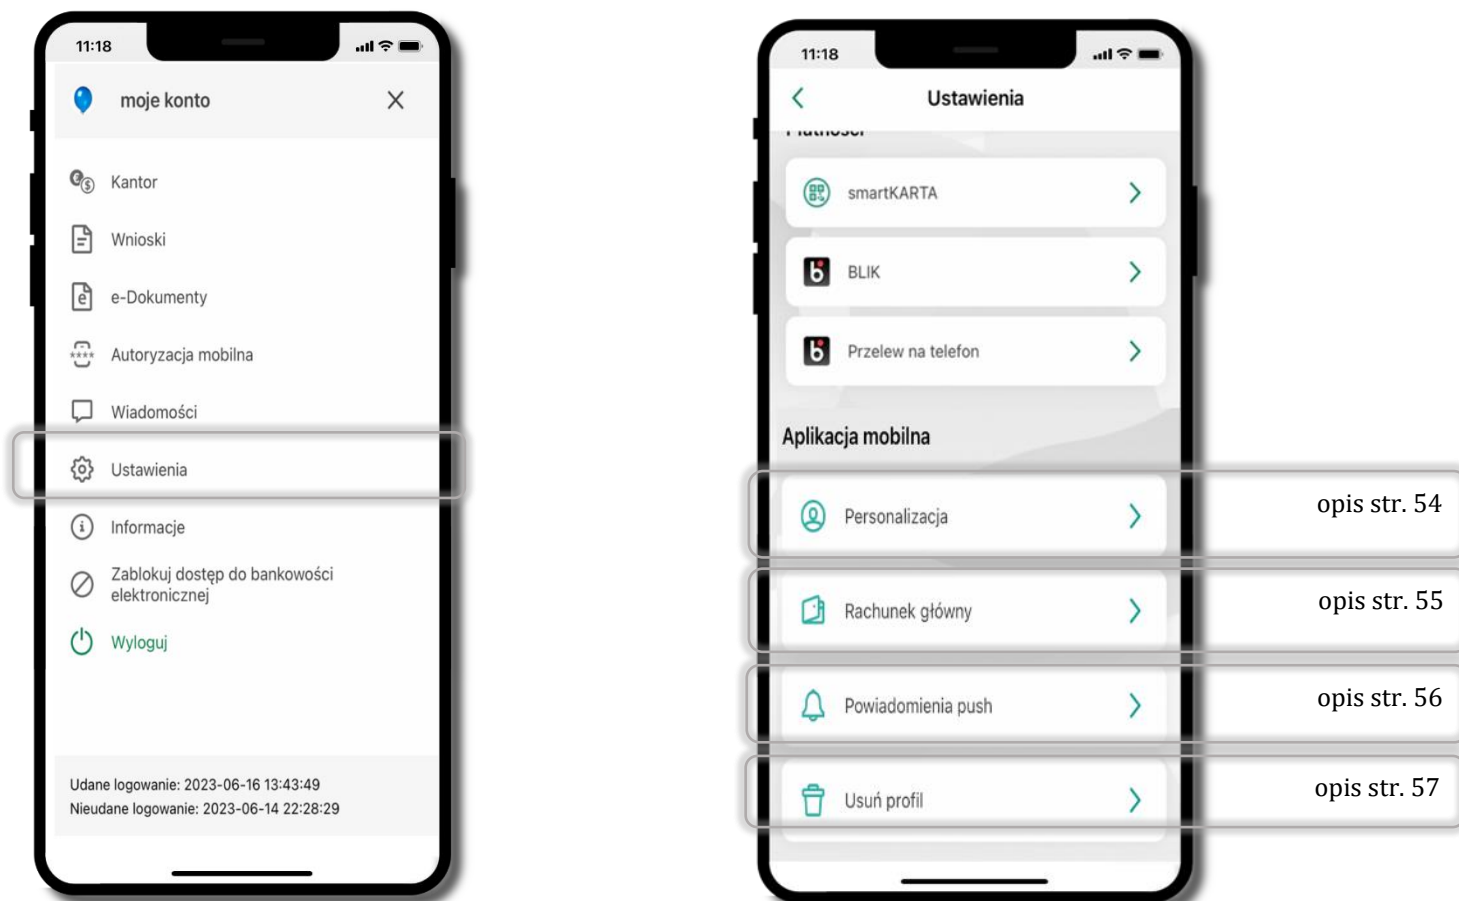 11:18
moje konto
Kantor
Wnioski
e-Dokumenty
Autoryzacja mobilna
Wiadomości
Ustawienia
Informacje
Zablokuj dostęp do bankowości
elektronicznej
Wyloguj
Udane logowanie: 2023-06-16 13:43:49
Nieudane logowanie: 2023-06-14 22:28:29
11:18
Ustawienia
Płatności
smartKARTA
BLIK
Przelew na telefon
Aplikacja mobilna
Personalizacja
opis str. 54
Rachunek główny
opis str. 55
Powiadomienia push
opis str. 56
Usuń profil
opis str. 57